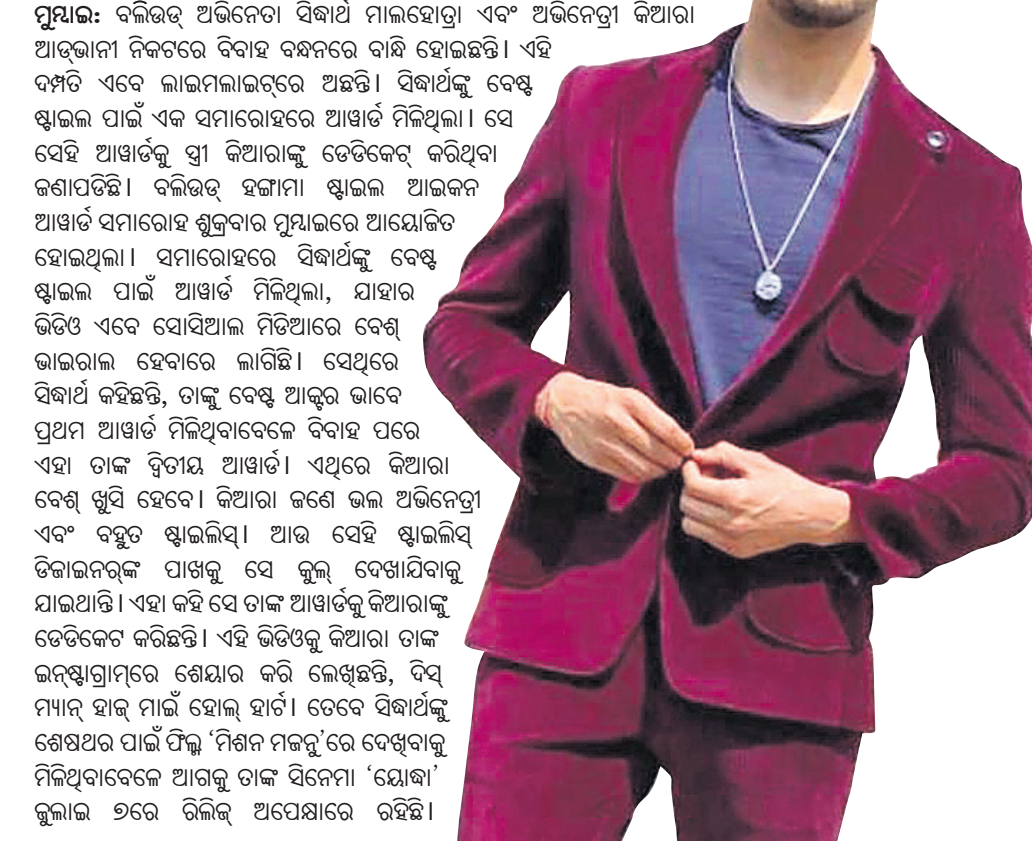 ମୁମ୍ବାଇ: ବଲିଉଡ୍ ଅଭିନେତା ସିଦ୍ଧାର୍ଥ ମାଲହୋତ୍ରା ଏବଂ ଅଭିନେତ୍ରୀ କିଆରା
ଆଡ୍‌ଭାନୀ ନିକଟରେ ବିବାହ ବନ୍ଧନରେ ବାନ୍ଧି ହୋଇଛନ୍ତି। ଏହି
ଦମ୍ପତି ଏବେ ଲାଇମଲାଇଟ୍‌ରେ ଅଛନ୍ତି। ସିଦ୍ଧାର୍ଥଙ୍କୁ ବେଷ୍ଟ
ଷ୍ଟାଇଲ ପାଇଁ ଏକ ସମାରୋହରେ ଆୱାର୍ଡ ମିଳିଥିଲା। ସେ
ସେହି ଆୱାର୍ଡକୁ ସ୍ତ୍ରୀ କିଆରାଙ୍କୁ ଡେଡିକେଟ୍ କରିଥିବା
ଜଣାପଡିଛି। ବଲିଉଡ୍ ହଙ୍ଗାମା ଷ୍ଟାଇଲ ଆଇକନ
ଆୱାର୍ଡ ସମାରୋହ ଶୁକ୍ରବାର ମୁମ୍ବାଇରେ ଆୟୋଜିତ
ହୋଇଥିଲା। ସମାରୋହରେ ସିଦ୍ଧାର୍ଥଙ୍କୁ ବେଷ୍ଟ
ଷ୍ଟାଇଲ ପାଇଁ ଆୱାର୍ଡ ମିଳିଥିଲା, ଯାହାର
ଭିଡିଓ ଏବେ ସୋସିଆଲ ମିଡିଆରେ ବେଶ୍
ଭାଇରାଲ ହେବାରେ ଲାଗିଛି। ସେଥିରେ
ସିଦ୍ଧାର୍ଥ କହିଛନ୍ତି, ତାଙ୍କୁ ବେଷ୍ଟ ଆକ୍ଟର ଭାବେ
ପ୍ରଥମ ଆୱାର୍ଡ ମିଳିଥିବାବେଳେ ବିବାହ ପରେ
ଏହା ତାଙ୍କ ଦ୍ୱିତୀୟ ଆୱାର୍ଡ। ଏଥିରେ କିଆରା
ବେଶ୍ ଖୁସି ହେବେ। କିଆରା ଜଣେ ଭଲ ଅଭିନେତ୍ରୀ
ଏବଂ ବହୁତ ଷ୍ଟାଇଲିସ୍। ଆଉ ସେହି ଷ୍ଟାଇଲିସ୍
ଡିଜାଇନର୍‌ଙ୍କ ପାଖକୁ ସେ କୁଲ୍ ଦେଖାଯିବାକୁ
ଯାଇଥାନ୍ତି। ଏହା କହି ସେ ତାଙ୍କ ଆୱାର୍ଡକୁ କିଆରାଙ୍କୁ
ଡେଡିକେଟ କରିଛନ୍ତି। ଏହି ଭିଡିଓକୁ କିଆରା ତାଙ୍କ
ଇନ୍‌ଷ୍ଟାଗ୍ରାମ୍‌ରେ ଶେୟାର କରି ଲେଖିଛନ୍ତି, ଦିସ୍
ମ୍ୟାନ୍ ହାଜ୍ ମାଇଁ ହୋଲ୍ ହାର୍ଟ। ତେବେ ସିଦ୍ଧାର୍ଥଙ୍କୁ
ଶେଷଥର ପାଇଁ ଫିଲ୍ମ ‘ମିଶନ ମଜନୁ’ରେ ଦେଖିବାକୁ
ମିଳିଥିବାବେଳେ ଆଗକୁ ତାଙ୍କ ସିନେମା ‘ୟୋଦ୍ଧା’
ଜୁଲାଇ ୭ରେ ରିଲିଜ୍ ଅପେକ୍ଷାରେ ରହିଛି।